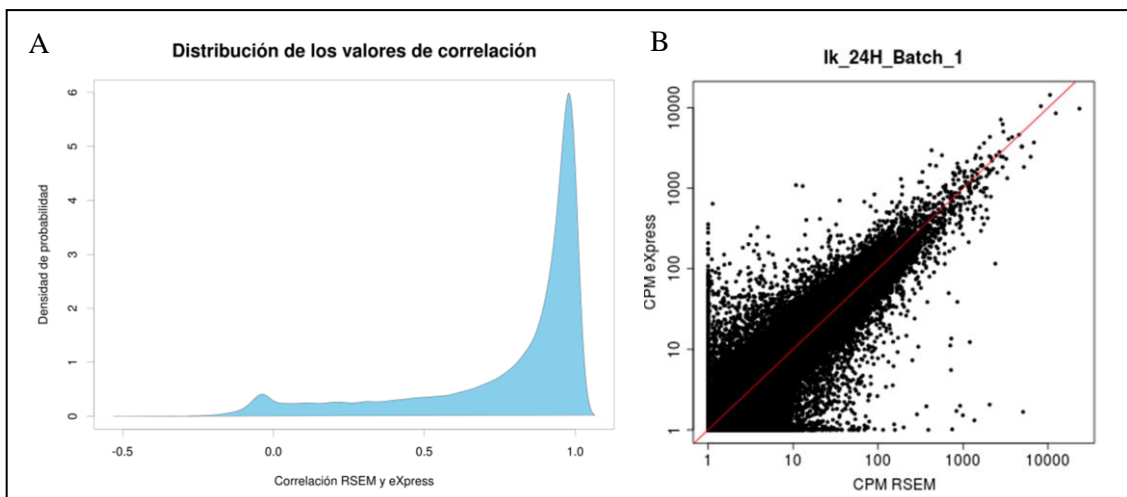 A
Distribución de los valores de correlación
Densidad de probabilidad
6
5
4
3
2
1
0
-0.5 0.0 0.5 1.0
Correlación RSEM y eXpress
B
Ik_24H_Batch_1
CPM eXpress
10000
1000
100
10
1
1 10 100 1000 10000
CPM RSEM